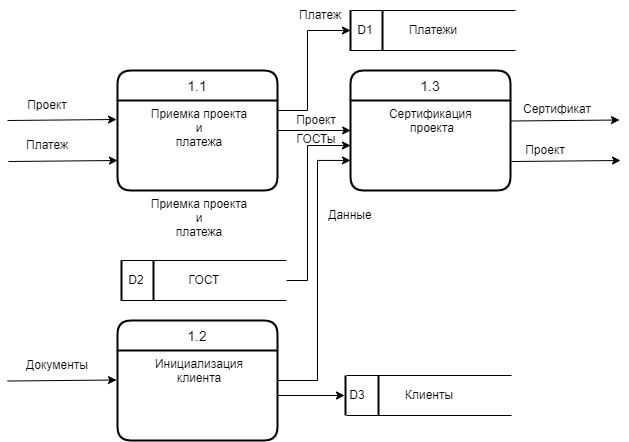 Платеж
D1
Платежи
1.1
1.3
Проект
Приемка проекта
и
платежа
Проект
Сертификация
проекта
Сертификат
Платеж
ГОСТы
Проект
Приемка проекта
и
платежа
Данные
D2
ГОСТ
1.2
Документы
Инициализация
клиента
D3
Клиенты